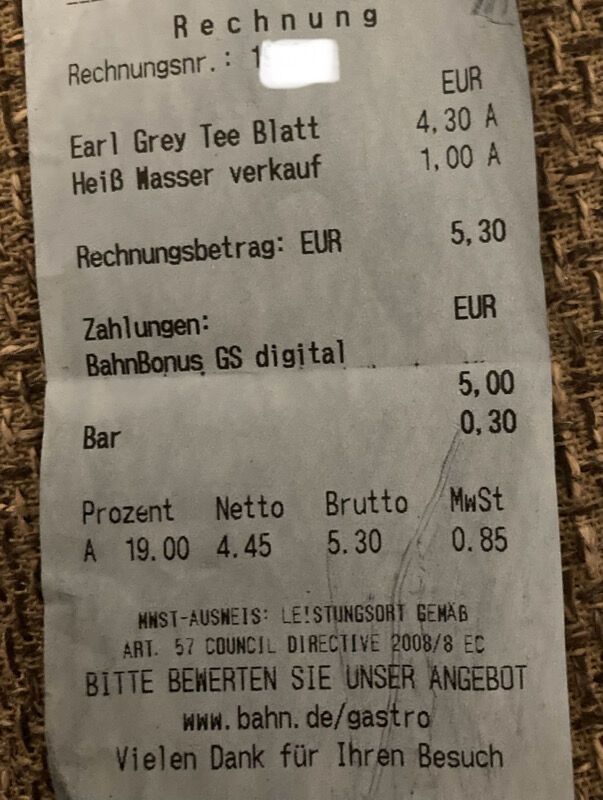 Rechnung
Rechnungsnr.: 1
EUR
Earl Grey Tee Blatt 4,30 A
Heiß Wasser verkauf 1,00 A
Rechnungsbetrag: EUR 5,30
Zahlungen: EUR
BahnBonus GS digital
5,00
Bar 0,30
Prozent Netto Brutto MwSt
A 19.00 4.45 5.30 0.85
MWST-AUSWEIS: LEISTUNGSORT GEMÄß
ART. 57 COUNCIL DIRECTIVE 2008/8 EC
BITTE BEWERTEN SIE UNSER ANGEBOT
www.bahn.de/gastro
Vielen Dank für Ihren Besuch